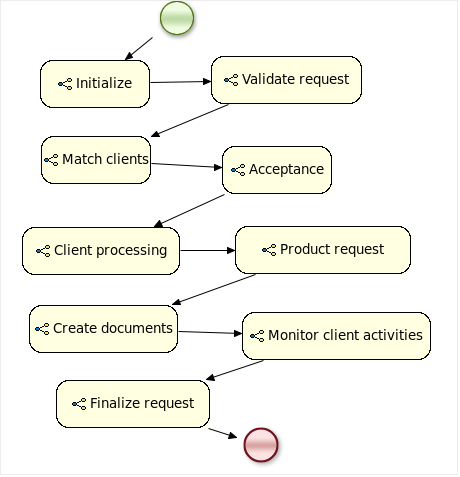 Initialize
Validate request
Match clients
Acceptance
Client processing
Product request
Create documents
Monitor client activities
Finalize request